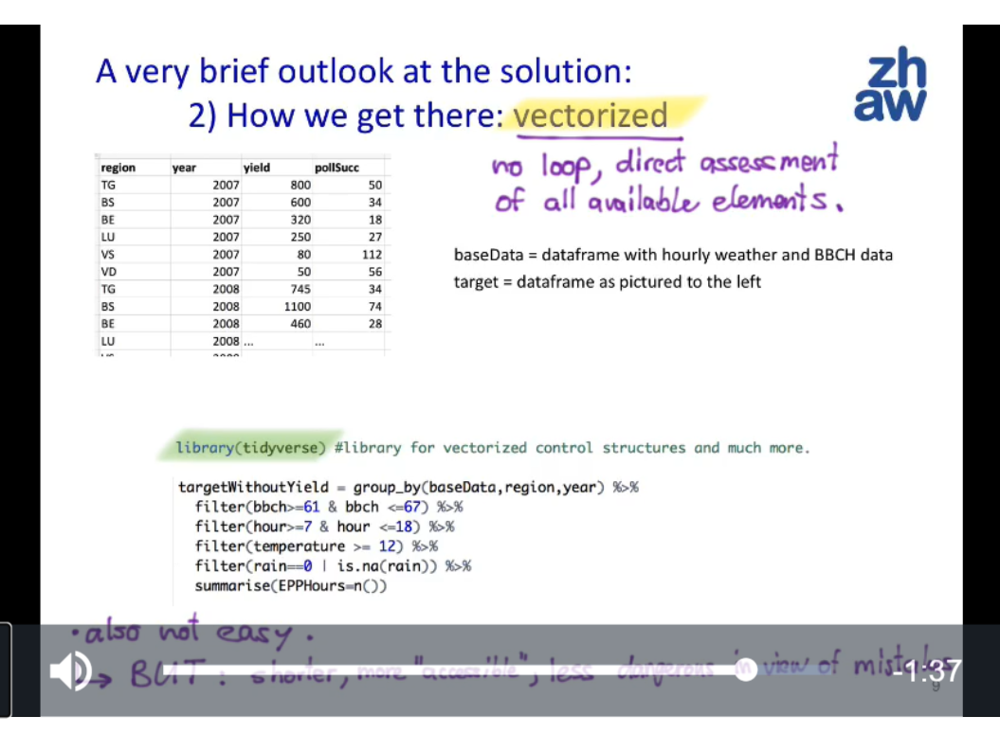 A very brief outlook at the solution:
2) How we get there: vectorized
zh
aw
no loop, direct assessment
of all available elements.
region year yield pollSucc
TG 2007 800 50
BS 2007 600 34
BE 2007 320 18
LU 2007 250 27
VS 2007 80 112
VD 2007 50 56
TG 2008 745 34
BS 2008 1100 74
BE 2008 460 28
LU 2008 ... ...
baseData = dataframe with hourly weather and BBCH data
target = dataframe as pictured to the left
library(tidyverse) #library for vectorized control structures and much more.
targetWithoutYield = group_by(baseData,region,year) %>%
filter(bbch>=61 & bbch <=67) %>%
filter(hour>=7 & hour <=18) %>%
filter(temperature >= 12) %>%
filter(rain==0 | is.na(rain)) %>%
summarise(EPPHours=n())
• also not easy.
→ BUT: shorter, more "accessible", less dangerous in view of mistakes
-1:37
9